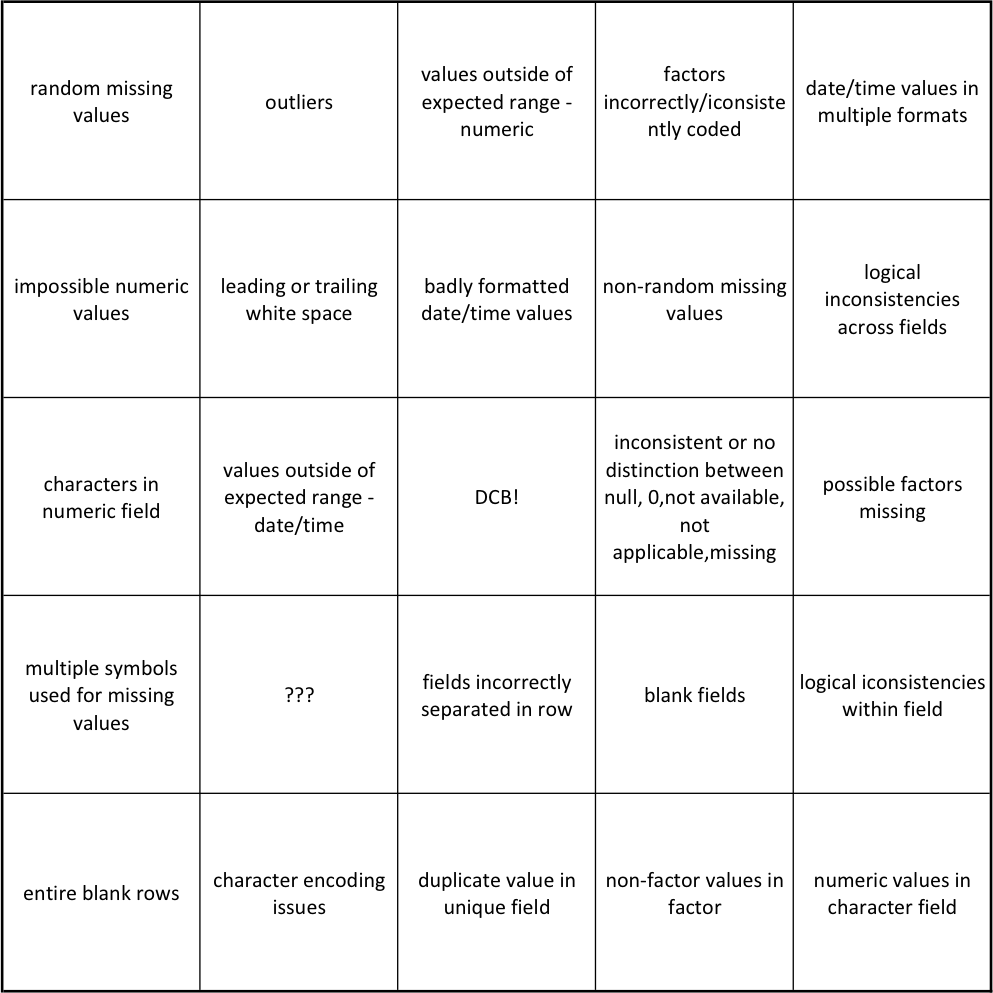 random missing
values
outliers
values outside of
expected range -
numeric
factors
incorrectly/iconsiste
ntly coded
date/time values in
multiple formats
impossible numeric
values
leading or trailing
white space
badly formatted
date/time values
non-random missing
values
logical
inconsistencies
across fields
characters in
numeric field
values outside of
expected range -
date/time
DCB!
inconsistent or no
distinction between
null, 0,not available,
not
applicable,missing
possible factors
missing
multiple symbols
used for missing
values
???
fields incorrectly
separated in row
blank fields
logical iconsistencies
within field
entire blank rows
character encoding
issues
duplicate value in
unique field
non-factor values in
factor
numeric values in
character field